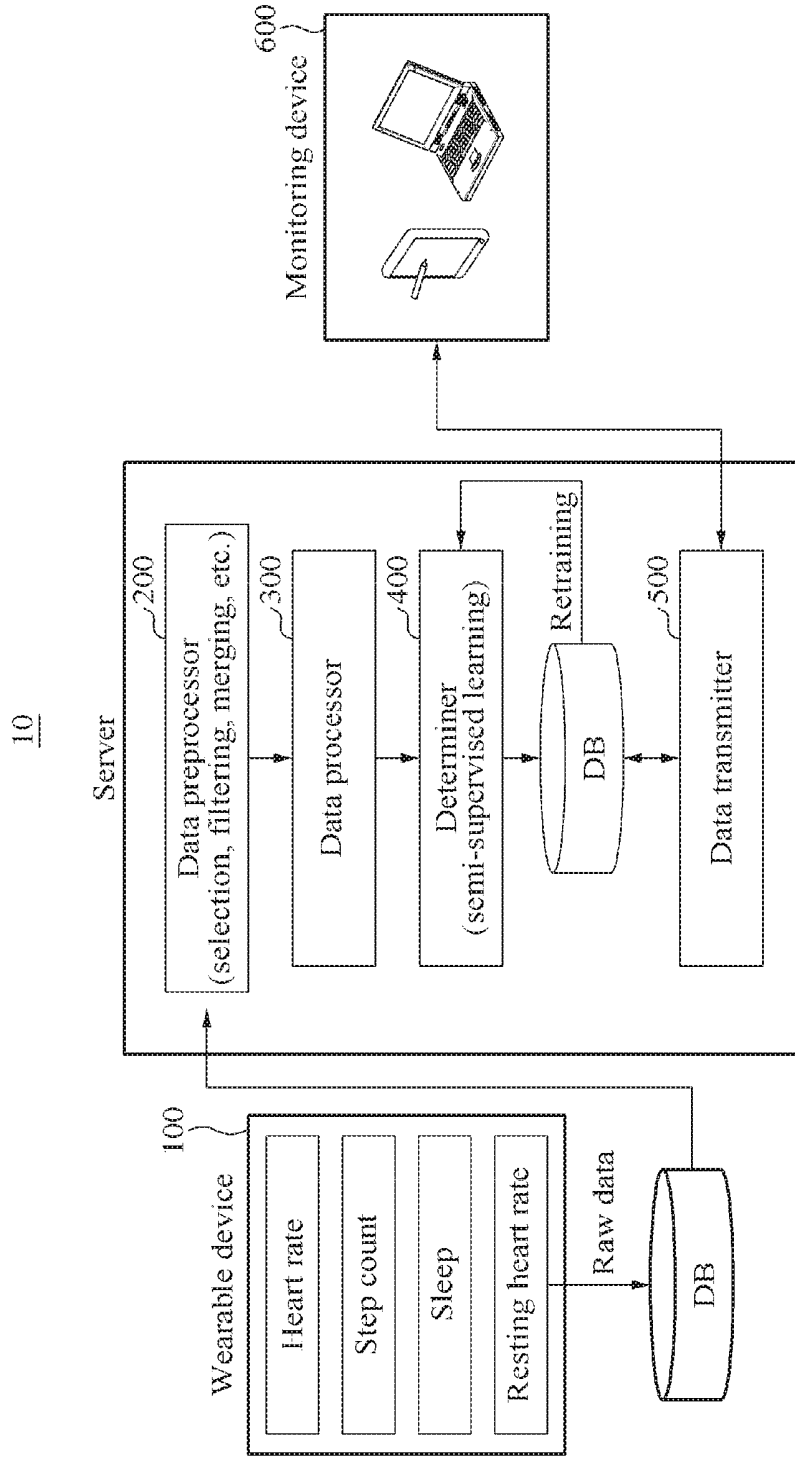 10
Wearable device
100
Heart rate
Step count
Sleep
Resting heart rate
Raw data
DB
Server
200
Data preprocessor
(selection, filtering, merging, etc.)
300
Data processor
400
Determiner
(semi-supervised learning)
Retraining
DB
500
Data transmitter
Monitoring device
600